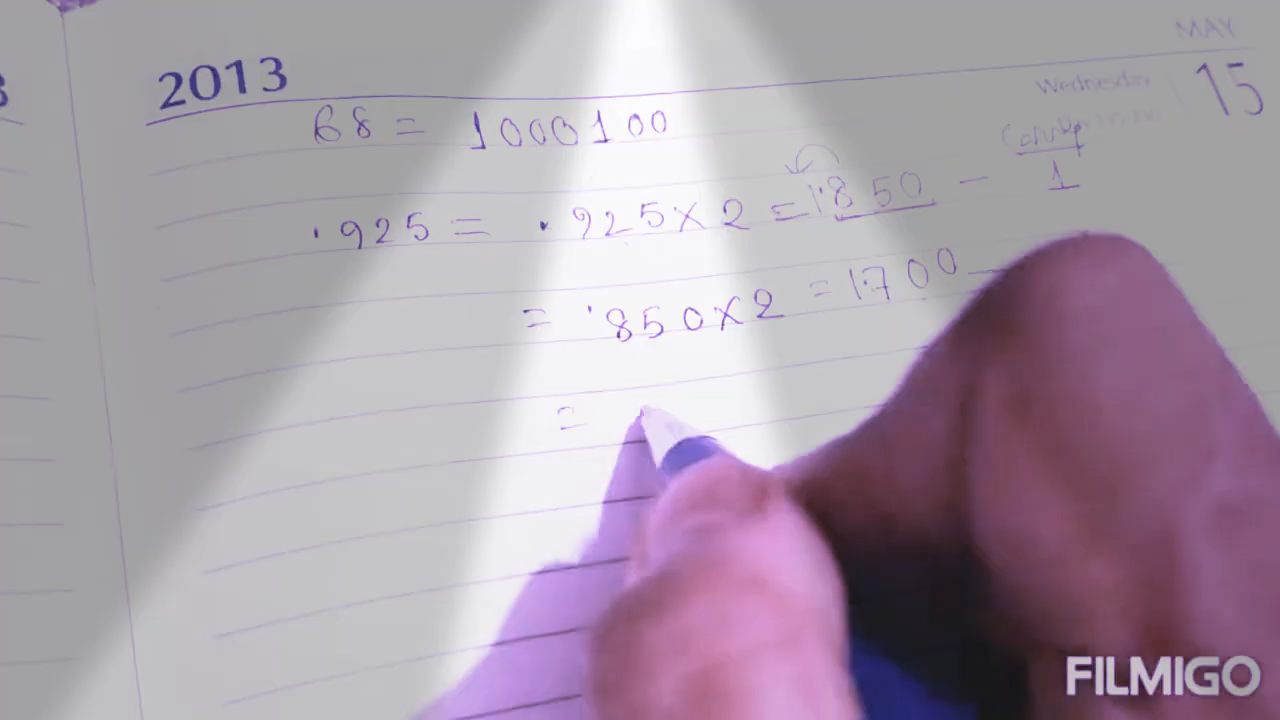 MAY
2013
Wednesday 15
68 = 1000100
Carry
.925 = .925×2 = 1.850 - 1
= .850×2 = 1.700
=
FILMIGO